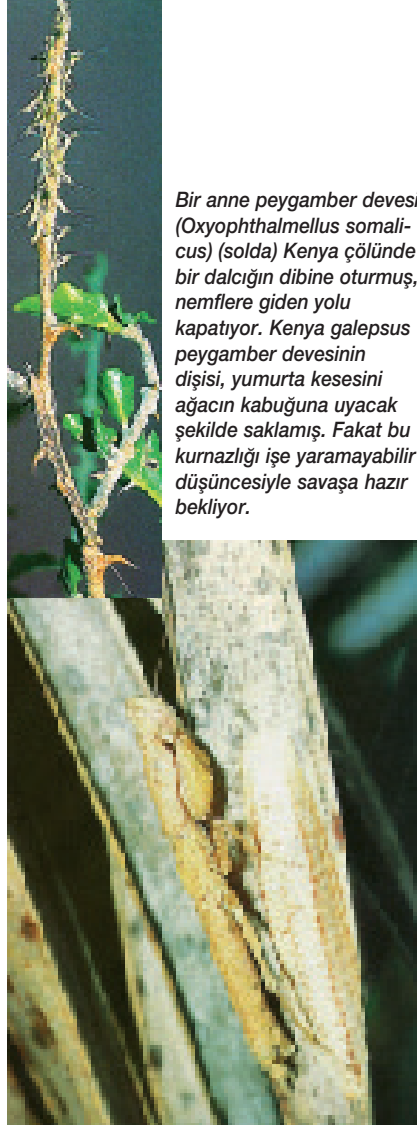 Bir anne peygamber devesi
(Oxyophthalmellus somali-
cus) (solda) Kenya çölünde
bir dalcığın dibine oturmuş,
nemflere giden yolu
kapatıyor. Kenya galepsus
peygamber devesinin
dişisi, yumurta kesesini
ağacın kabuğuna uyacak
şekilde saklamış. Fakat bu
kurnazlığı işe yaramayabilir
düşüncesiyle savaşa hazır
bekliyor.